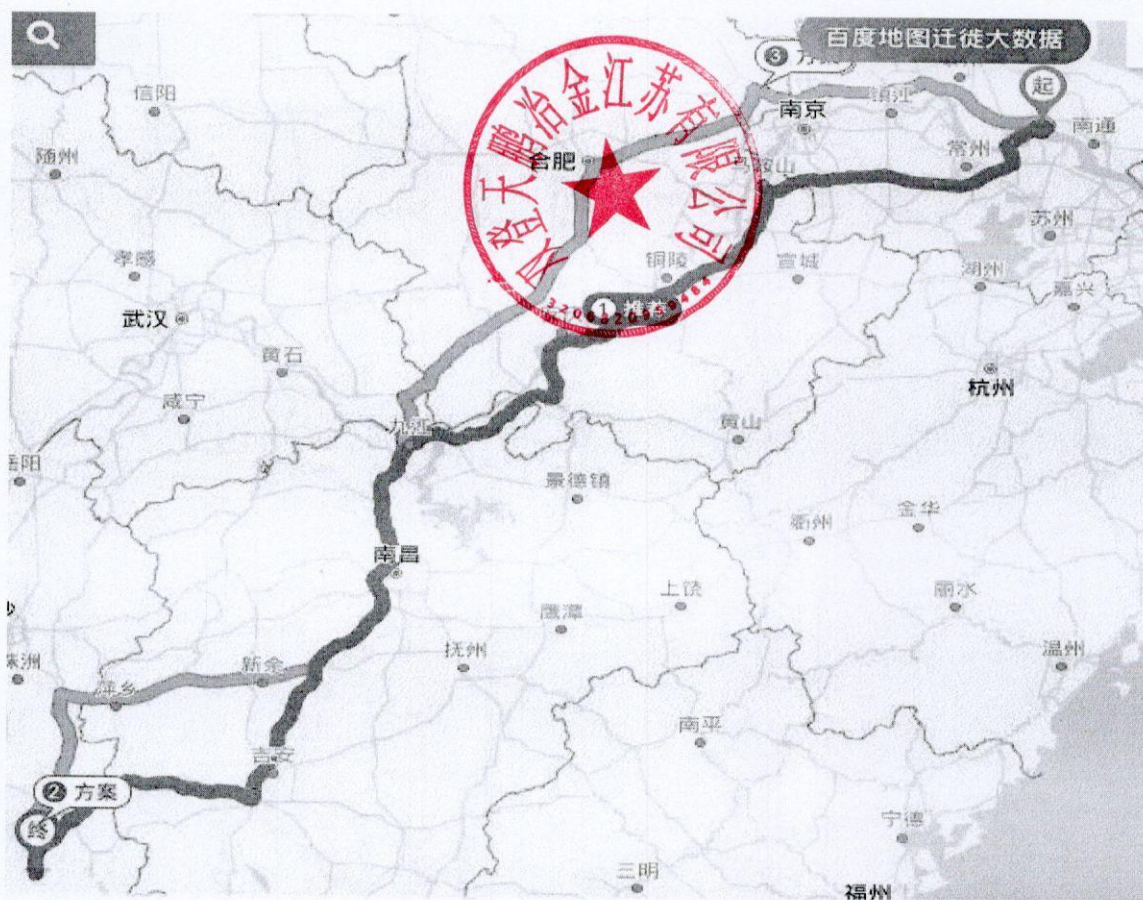 百度地图迁徙大数据
③ 方案
起
信阳
南京
镇江
南通
随州
合肥
马鞍山
常州
苏州
孝感
铜陵
宣城
湖州
嘉兴
武汉
① 推荐
黄石
杭州
咸宁
九江
黄山
岳阳
景德镇
衢州
金华
南昌
上饶
丽水
鹰潭
株洲
新余
抚州
温州
萍乡
南平
吉安
② 方案
终
宁德
三明
福州
登天鹏冶金江苏有限公司